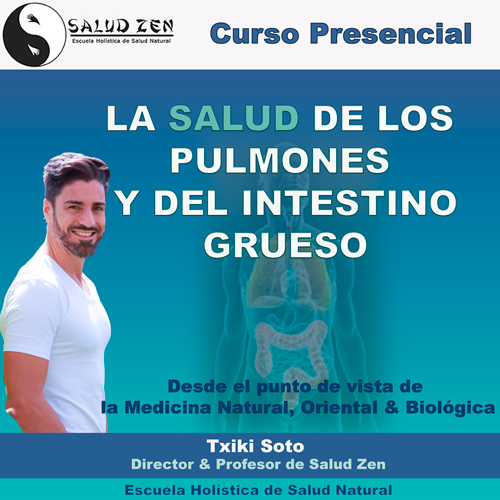 SALUD ZEN
Escuela Holística de Salud Natural
Curso Presencial
LA SALUD DE LOS
PULMONES
Y DEL INTESTINO
GRUESO
Desde el punto de vista de
la Medicina Natural, Oriental & Biológica
Txiki Soto
Director & Profesor de Salud Zen
Escuela Holística de Salud Natural